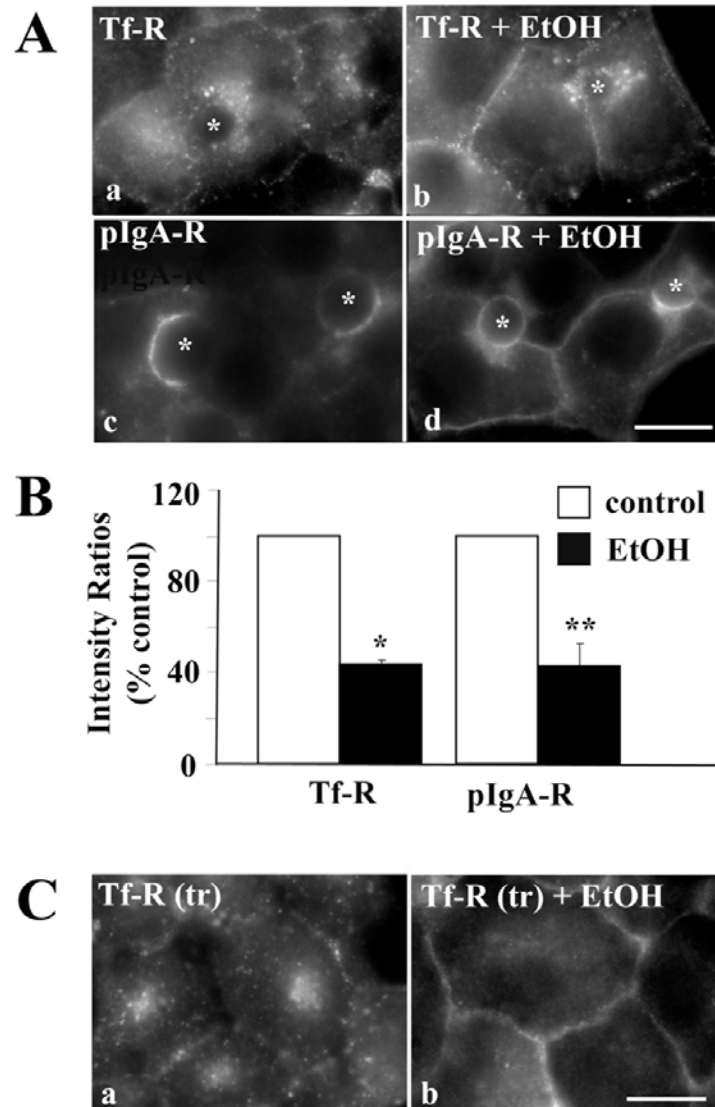 A
Tf-R
Tf-R + EtOH
*
*
a
b
pIgA-R
pIgA-R + EtOH
pIgA-R
*
*
*
*
c
d
B
120
80
40
0
Intensity Ratios
(% control)
control
EtOH
*
**
Tf-R
pIgA-R
C
Tf-R (tr)
Tf-R (tr) + EtOH
a
b